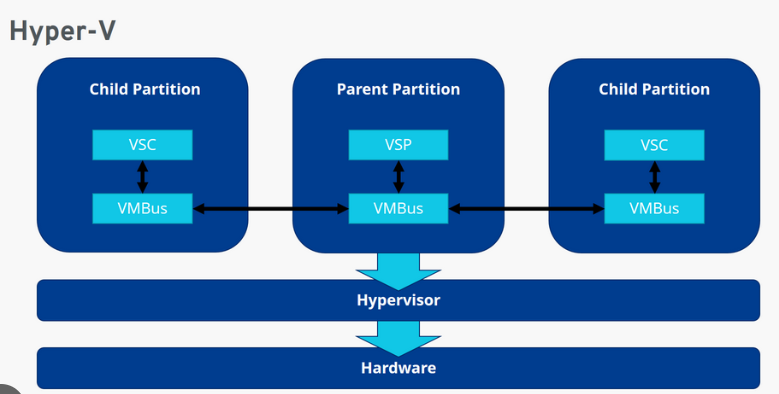 Hyper-V
Child Partition
Parent Partition
Child Partition
VSC
VSP
VSC
VMBus
VMBus
VMBus
Hypervisor
Hardware